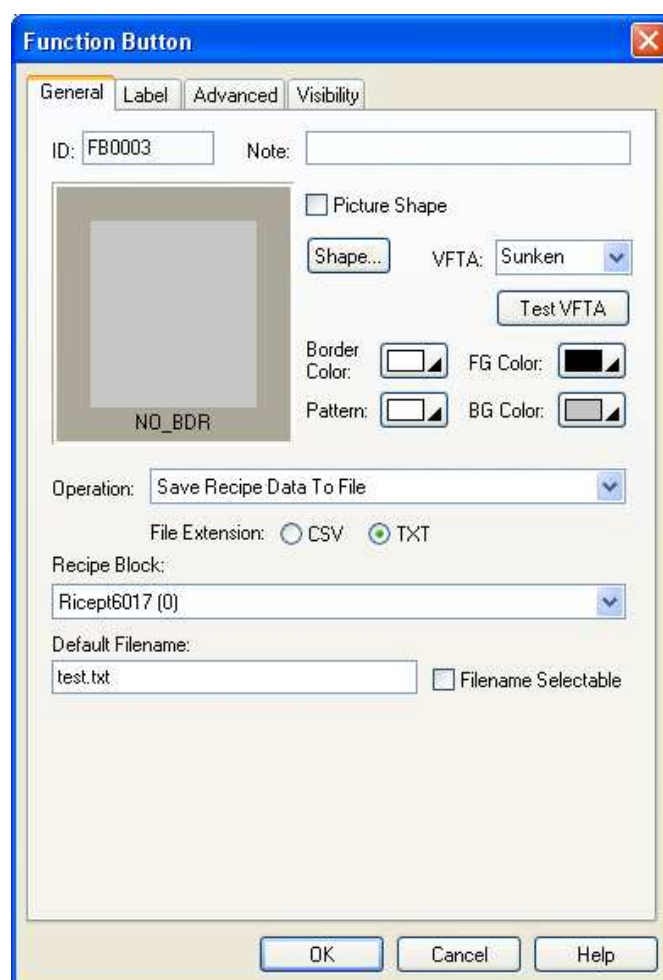 Function Button
General Label Advanced Visibility
ID: FB0003 Note:
Picture Shape
Shape... VFTA: Sunken
Test VFTA
Border Color: FG Color:
Pattern: BG Color:
NO_BDR
Operation: Save Recipe Data To File
File Extension: CSV TXT
Recipe Block:
Ricept6017 (0)
Default Filename:
test.txt Filename Selectable
OK Cancel Help